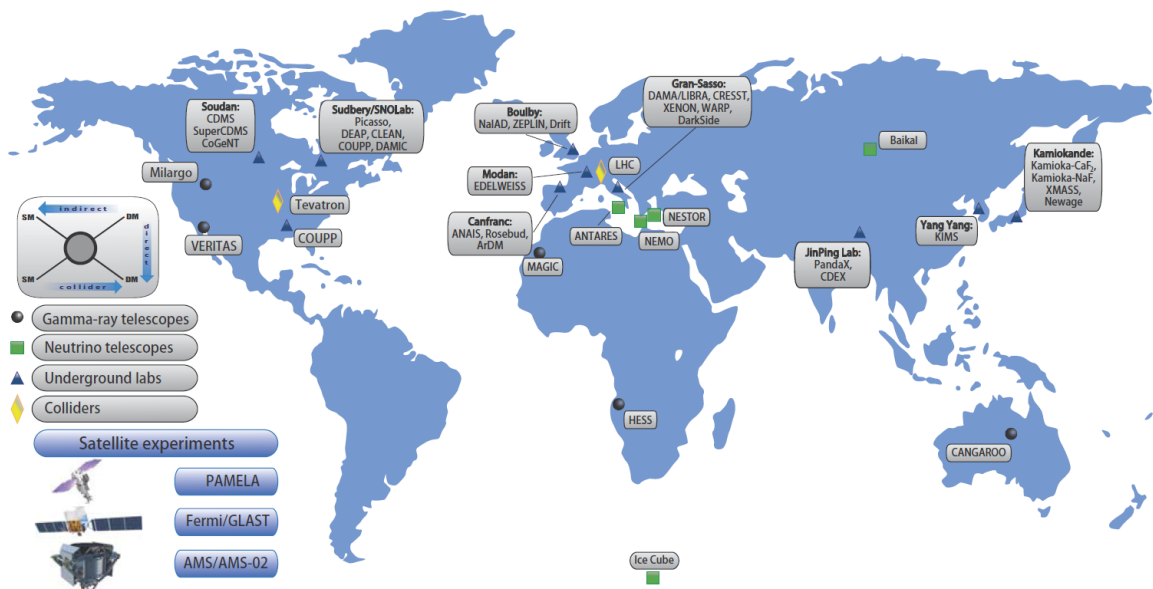 Soudan:
CDMS
SuperCDMS
CoGeNT
Sudbery/SNOLab:
Picasso,
DEAP, CLEAN,
COUPP, DAMIC
Boulby:
NaIAD, ZEPLIN, Drift
Gran-Sasso:
DAMA/LIBRA, CRESST,
XENON, WARP,
DarkSide
Baikal
Kamiokande:
Kamioka-CaF2,
Kamioka-NaF,
XMASS,
Newage
Milargo
Modan:
EDELWEISS
LHC
Tevatron
Canfranc:
ANAIS, Rosebud,
ArDM
ANTARES
NESTOR
NEMO
Yang Yang:
KIMS
VERITAS
COUPP
MAGIC
JinPing Lab:
PandaX,
CDEX
indirect
SM
DM
direct
SM
DM
collider
Gamma-ray telescopes
Neutrino telescopes
Underground labs
Colliders
HESS
CANGAROO
Satellite experiments
PAMELA
Fermi/GLAST
AMS/AMS-02
Ice Cube